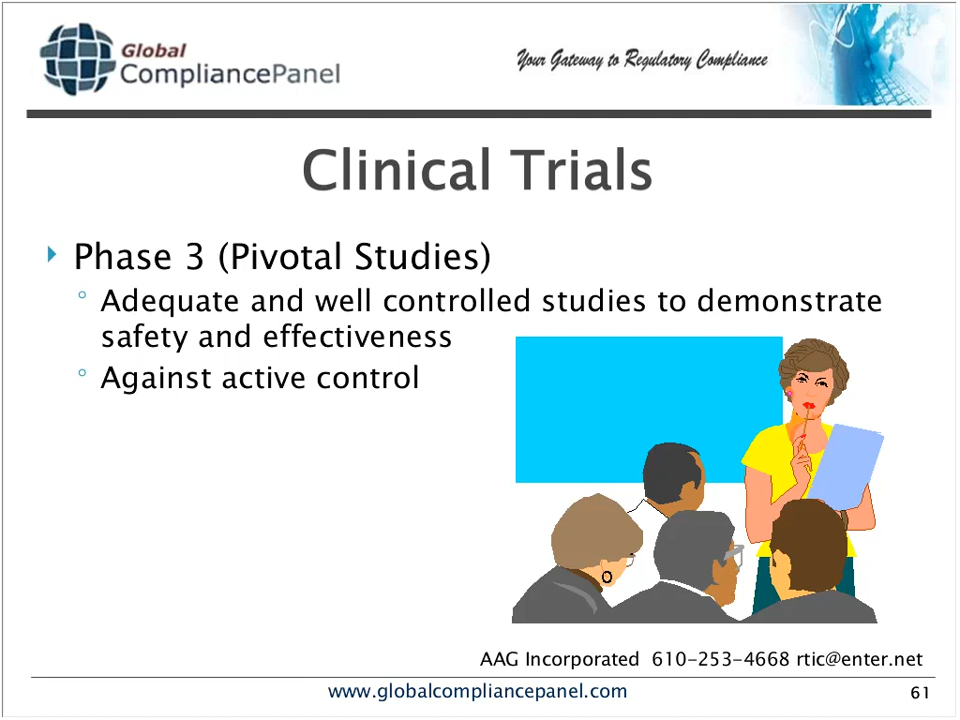 Global
CompliancePanel
Your Gateway to Regulatory Compliance
Clinical Trials
Phase 3 (Pivotal Studies)
Adequate and well controlled studies to demonstrate
safety and effectiveness
Against active control
AAG Incorporated 610-253-4668 rtic@enter.net
www.globalcompliancepanel.com
61